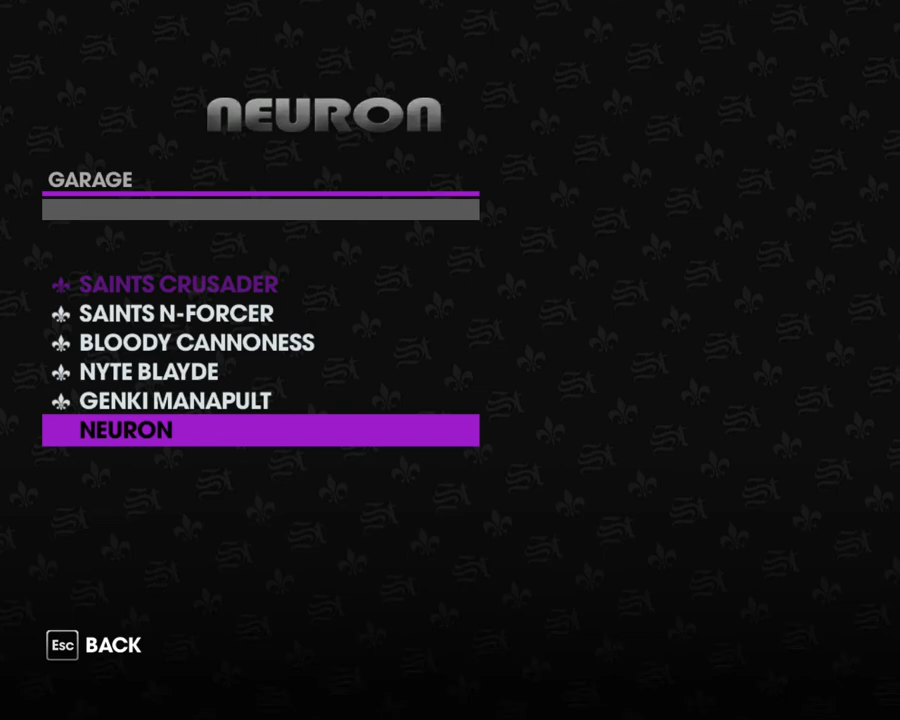 NEURON
GARAGE
SAINTS CRUSADER
SAINTS N-FORCER
BLOODY CANNONESS
NYTE BLAYDE
GENKI MANAPULT
NEURON
Esc BACK